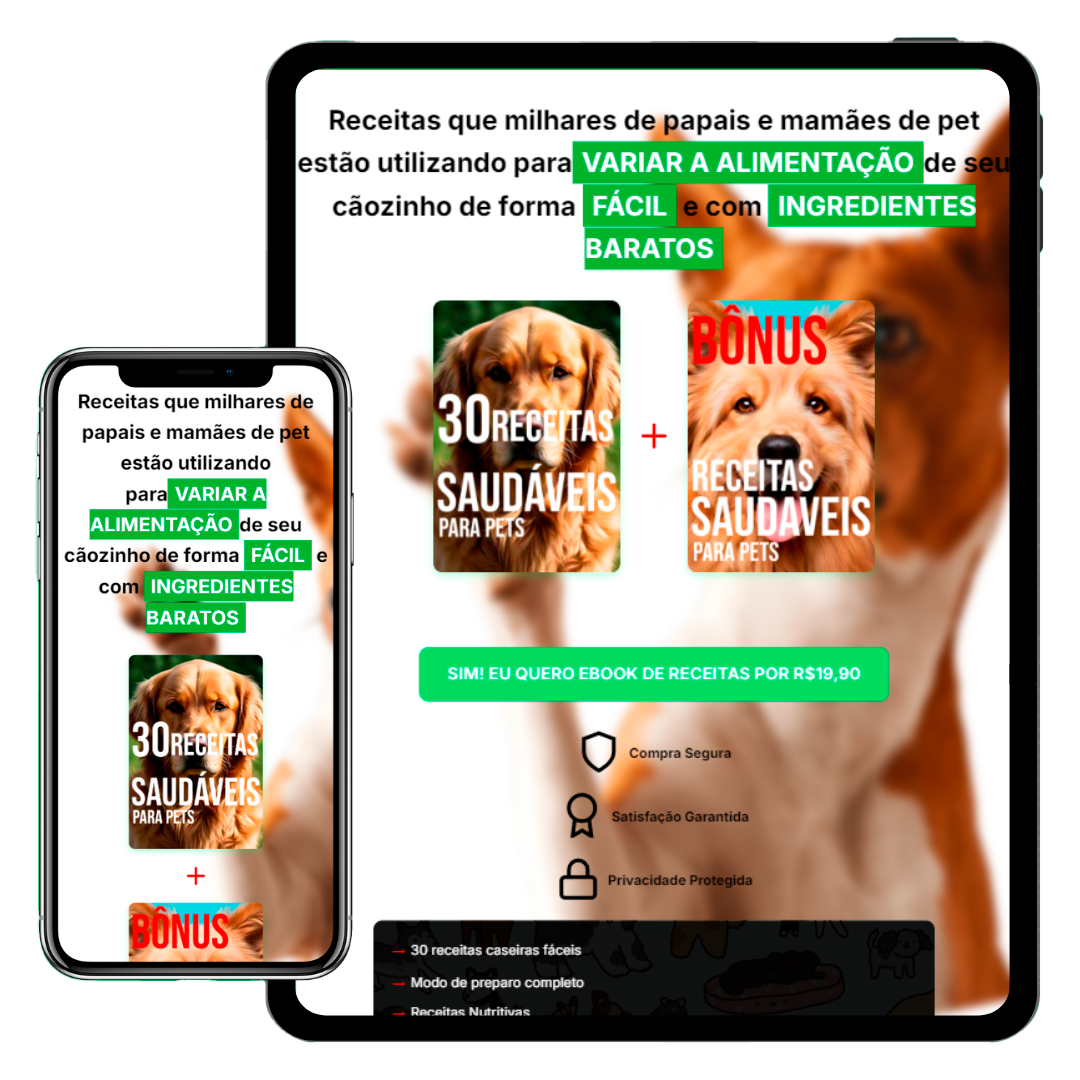 Receitas que milhares de papais e mamães de pet
estão utilizando para VARIAR A ALIMENTAÇÃO de seu
cãozinho de forma FÁCIL e com INGREDIENTES
BARATOS
30 RECEITAS
SAUDÁVEIS
PARA PETS
+
BÔNUS
RECEITAS
SAUDAVEIS
PARA PETS
SIM! EU QUERO EBOOK DE RECEITAS POR R$19,90
Compra Segura
Satisfação Garantida
Privacidade Protegida
→ 30 receitas caseiras fáceis
→ Modo de preparo completo
→ Receitas Nutritivas
Receitas que milhares de
papais e mamães de pet
estão utilizando
para VARIAR A
ALIMENTAÇÃO de seu
cãozinho de forma FÁCIL e
com INGREDIENTES
BARATOS
30 RECEITAS
SAUDÁVEIS
PARA PETS
+
BÔNUS